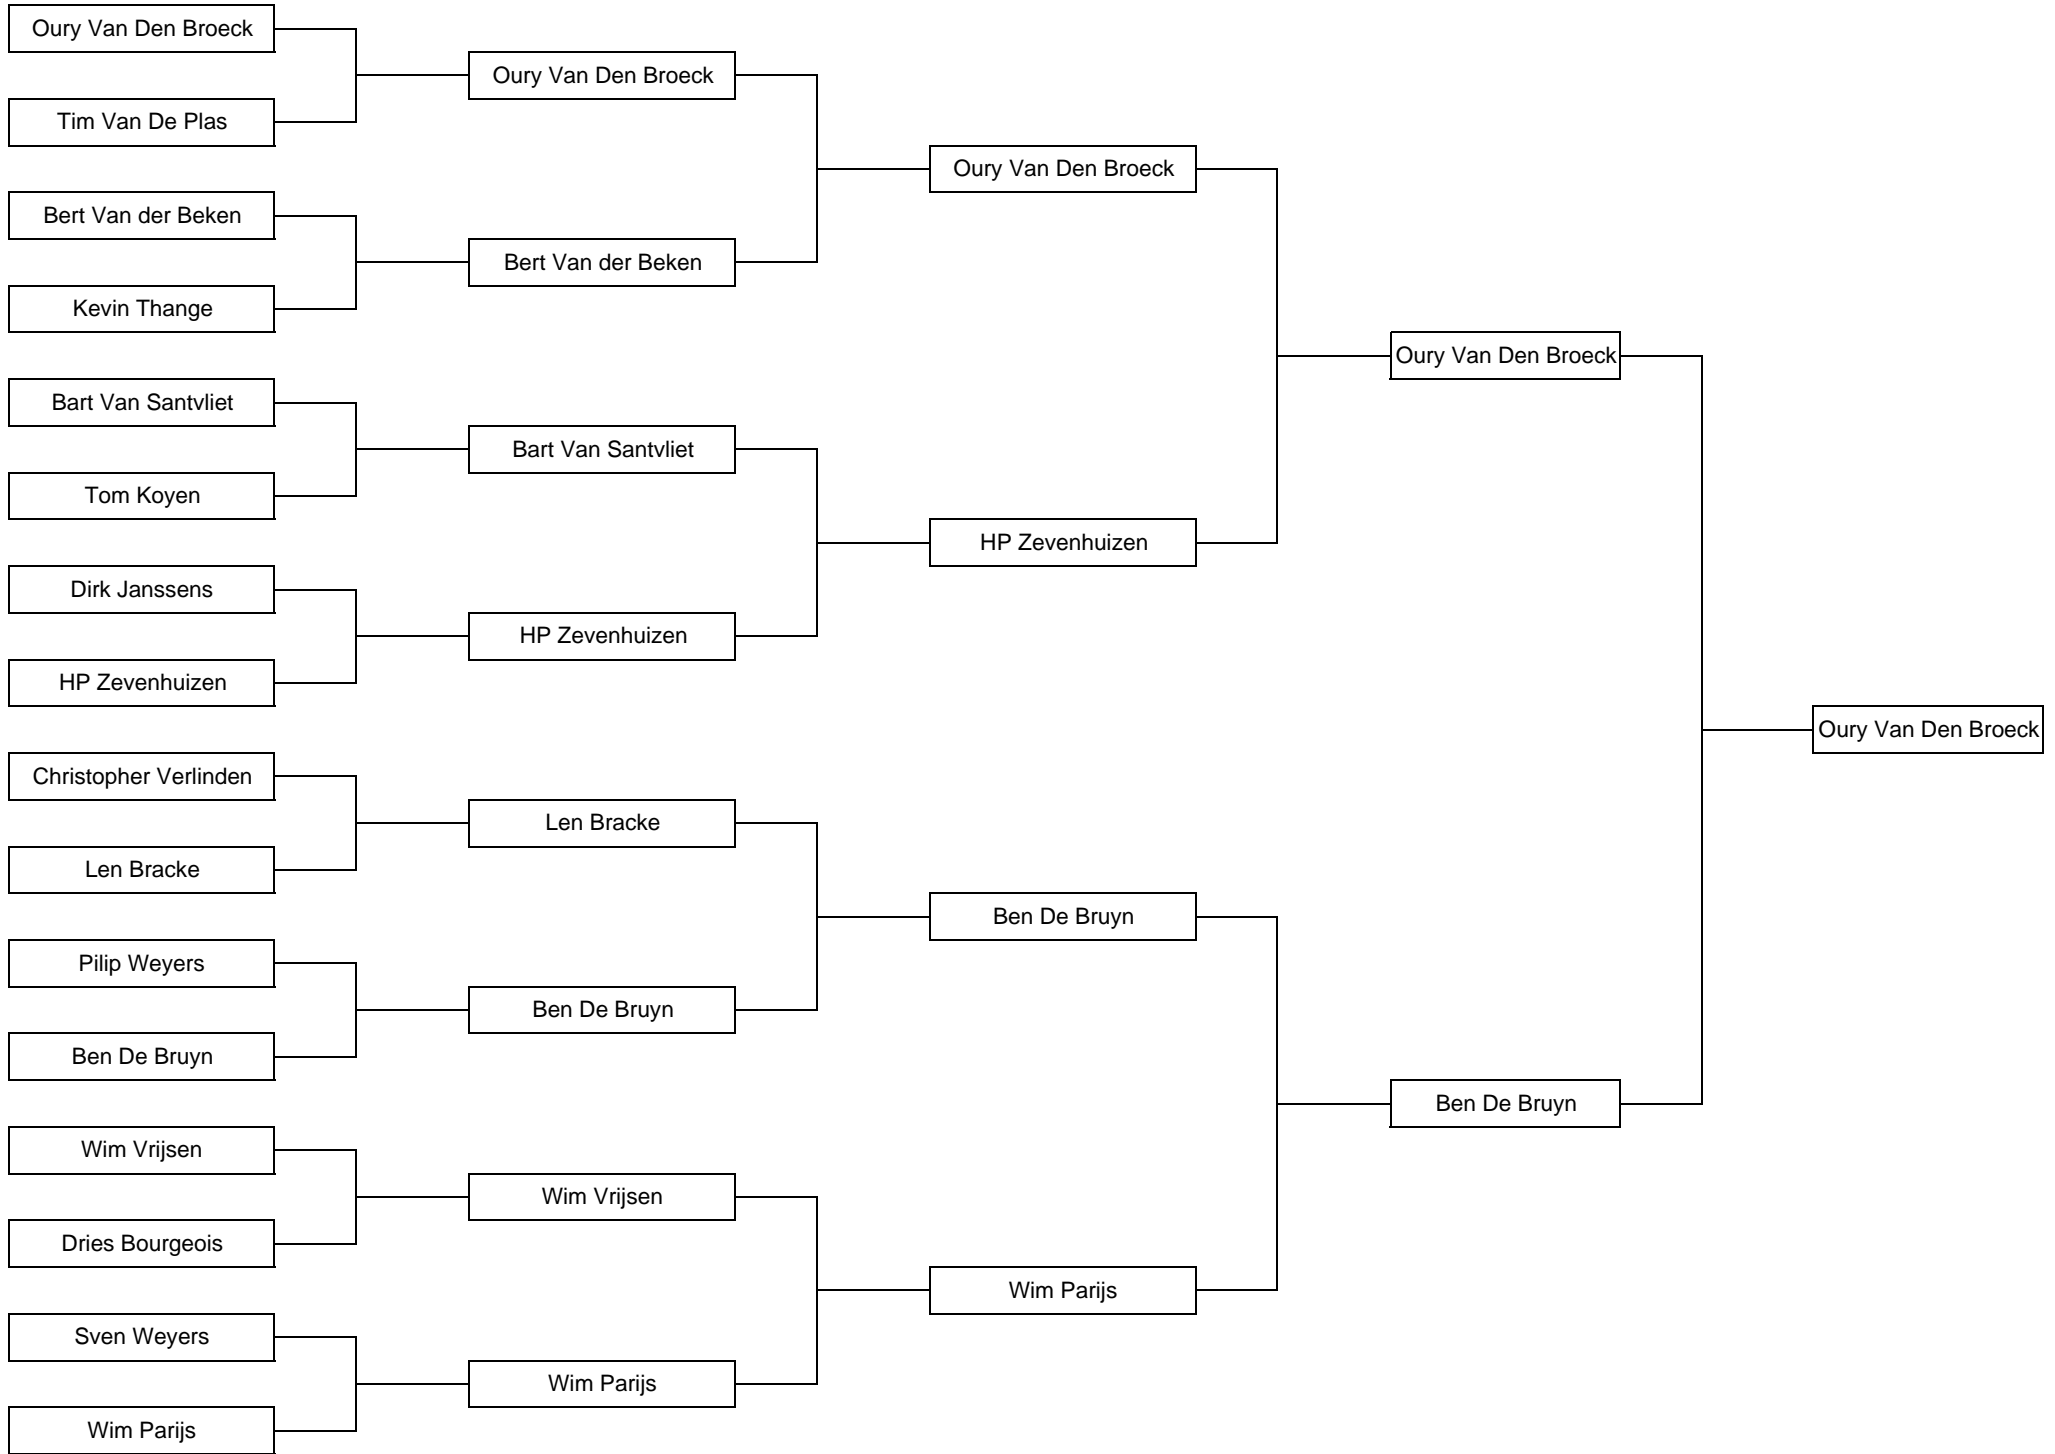 Oury Van Den Broeck
Tim Van De Plas
Bert Van der Beken
Kevin Thange
Bart Van Santvliet
Tom Koyen
Dirk Janssens
HP Zevenhuizen
Christopher Verlinden
Len Bracke
Pilip Weyers
Ben De Bruyn
Wim Vrijsen
Dries Bourgeois
Sven Weyers
Wim Parijs
Oury Van Den Broeck
Bert Van der Beken
Bart Van Santvliet
HP Zevenhuizen
Len Bracke
Ben De Bruyn
Wim Vrijsen
Wim Parijs
Oury Van Den Broeck
HP Zevenhuizen
Ben De Bruyn
Wim Parijs
Oury Van Den Broeck
Ben De Bruyn
Oury Van Den Broeck